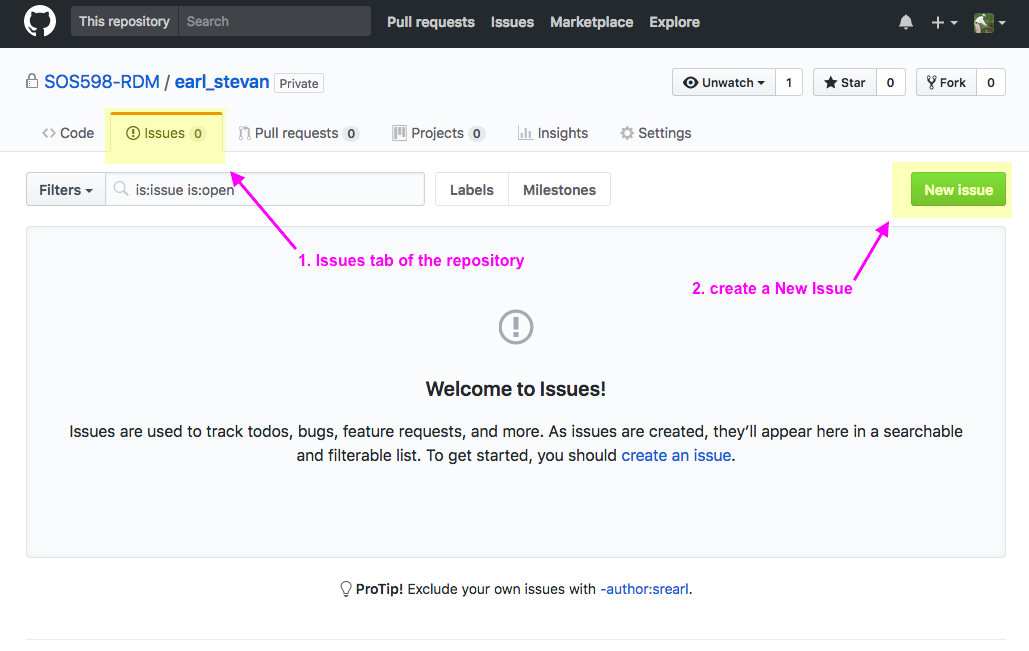 This repository Search Pull requests Issues Marketplace Explore
SOS598-RDM / earl_stevan Private Unwatch 1 Star 0 Fork 0
Code Issues 0 Pull requests 0 Projects 0 Insights Settings
Filters is:issue is:open Labels Milestones New issue
1. Issues tab of the repository
2. create a New Issue
Welcome to Issues!
Issues are used to track todos, bugs, feature requests, and more. As issues are created, they’ll appear here in a searchable
and filterable list. To get started, you should create an issue.
ProTip! Exclude your own issues with -author:srearl.